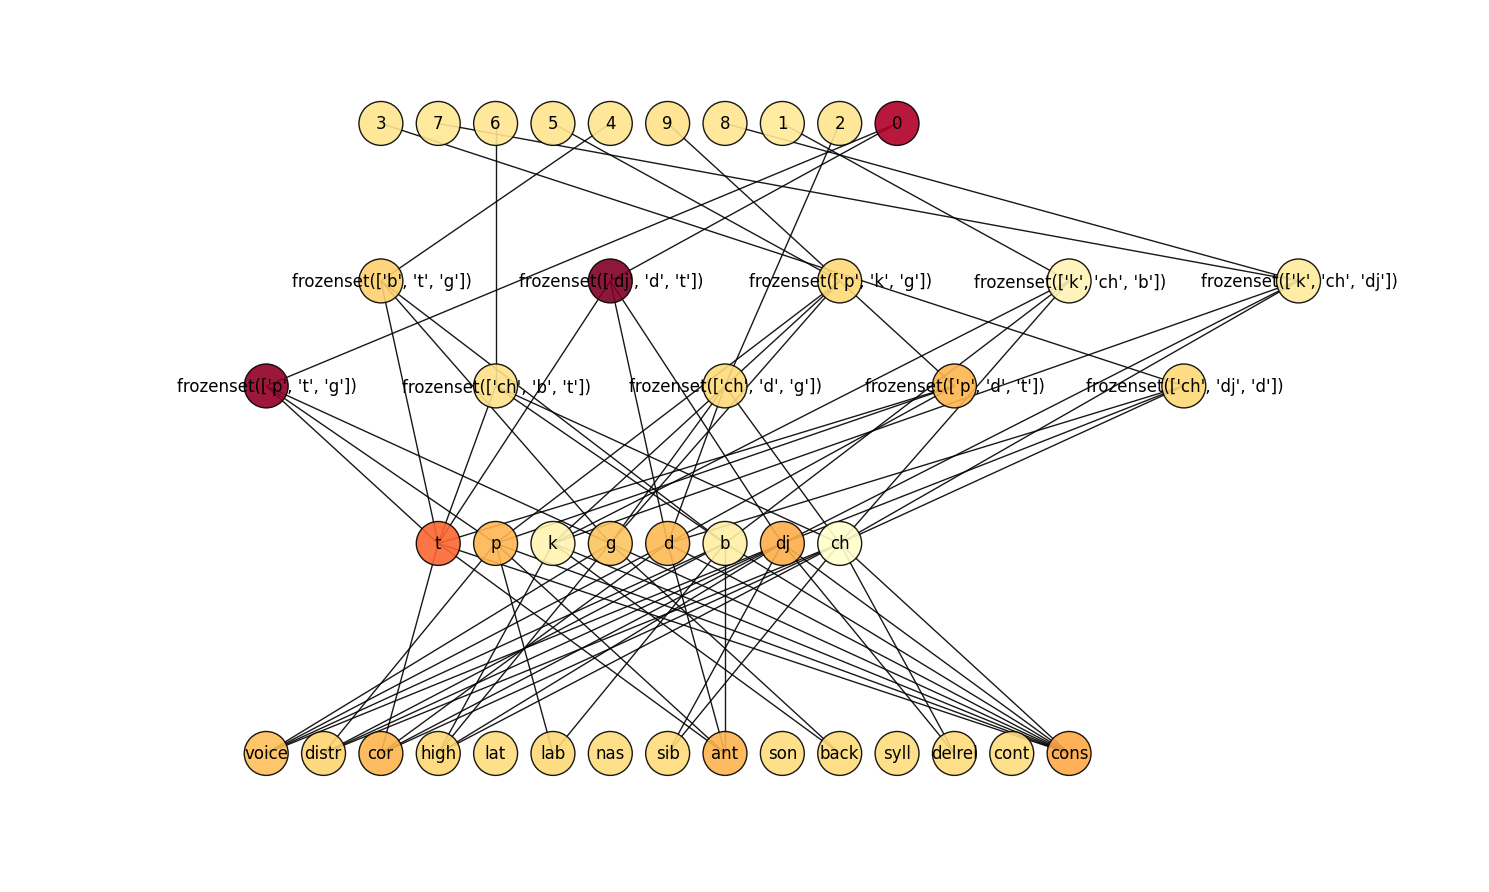 3 7 6 5 4 9 8 1 2 0
frozenset(['b', 't', 'g']) frozenset(['dj', 'd', 't']) frozenset(['p', 'k', 'g']) frozenset(['k', 'ch', 'b']) frozenset(['k', 'ch', 'dj'])
frozenset(['p', 't', 'g']) frozenset(['ch', 'b', 't']) frozenset(['ch', 'd', 'g']) frozenset(['p', 'd', 't']) frozenset(['ch', 'dj', 'd'])
t p k g d b dj ch
voice distr cor high lat lab nas sib ant son back syll delrel cont cons